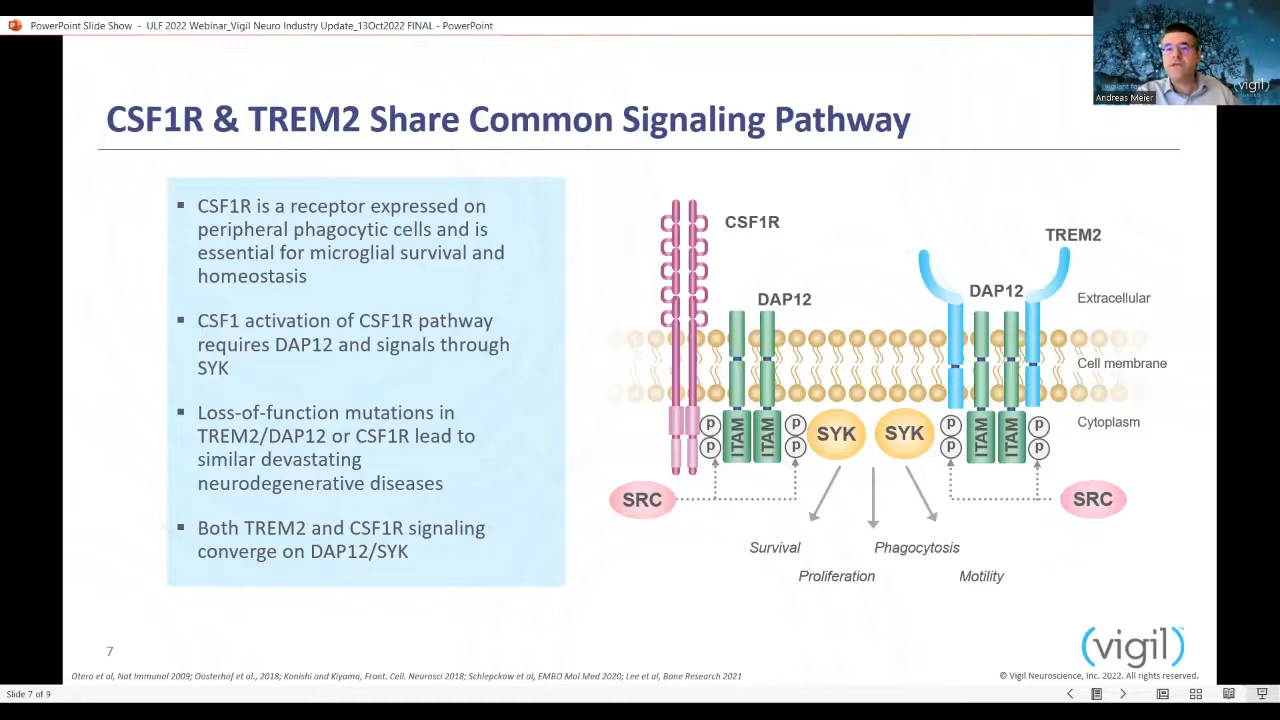 PowerPoint Slide Show - ULF 2022 Webinar_Vigil Neuro Industry Update_13Oct2022 FINAL - PowerPoint
(vigil)
Andreas Meier
CSF1R & TREM2 Share Common Signaling Pathway
▪ CSF1R is a receptor expressed on
peripheral phagocytic cells and is
essential for microglial survival and
homeostasis
▪ CSF1 activation of CSF1R pathway
requires DAP12 and signals through
SYK
▪ Loss-of-function mutations in
TREM2/DAP12 or CSF1R lead to
similar devastating
neurodegenerative diseases
▪ Both TREM2 and CSF1R signaling
converge on DAP12/SYK
CSF1R
TREM2
DAP12
DAP12
Extracellular
Cell membrane
Cytoplasm
P
P
ITAM
ITAM
P
P
SYK
SYK
P
P
ITAM
ITAM
P
P
SRC
SRC
Survival
Phagocytosis
Proliferation
Motility
7
(vigil)™
Otero et al, Nat Immunol 2009; Oosterhof et al., 2018; Konishi and Kiyama, Front. Cell. Neurosci 2018; Schlepckow et al, EMBO Mol Med 2020; Lee et al, Bone Research 2021
© Vigil Neuroscience, Inc. 2022. All rights reserved.
Slide 7 of 9